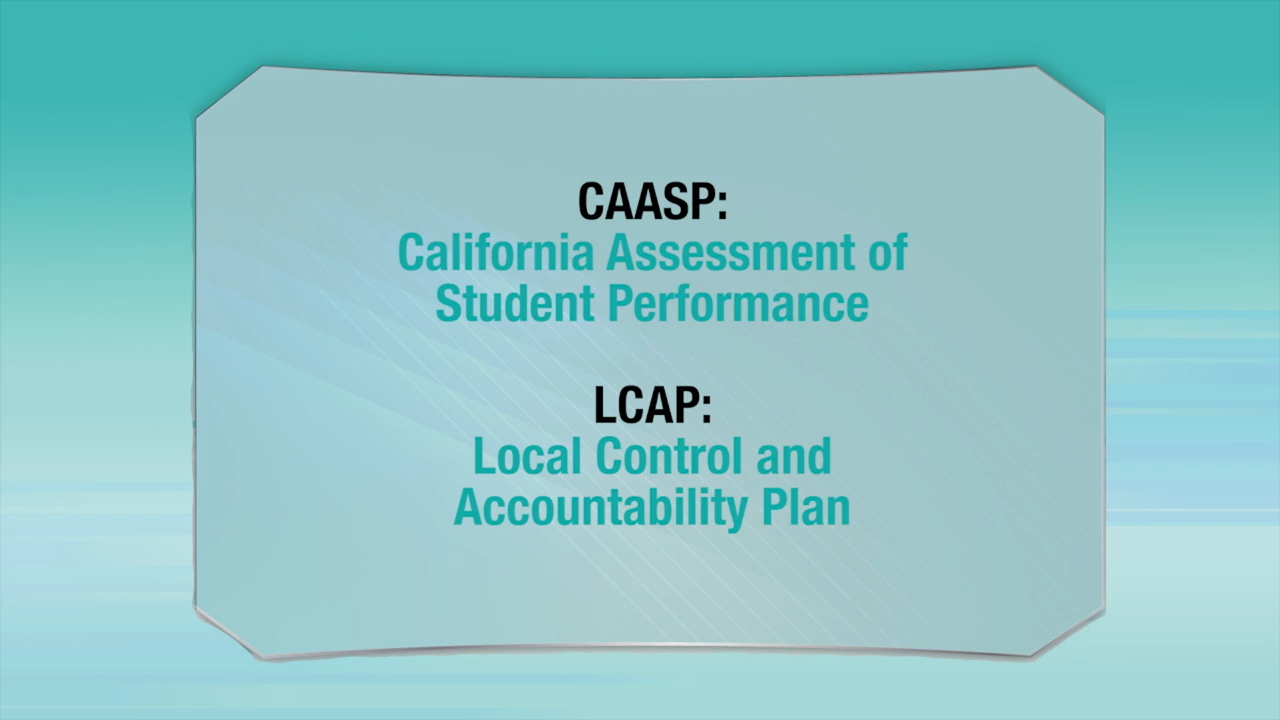 CAASP:
California Assessment of
Student Performance
LCAP:
Local Control and
Accountability Plan